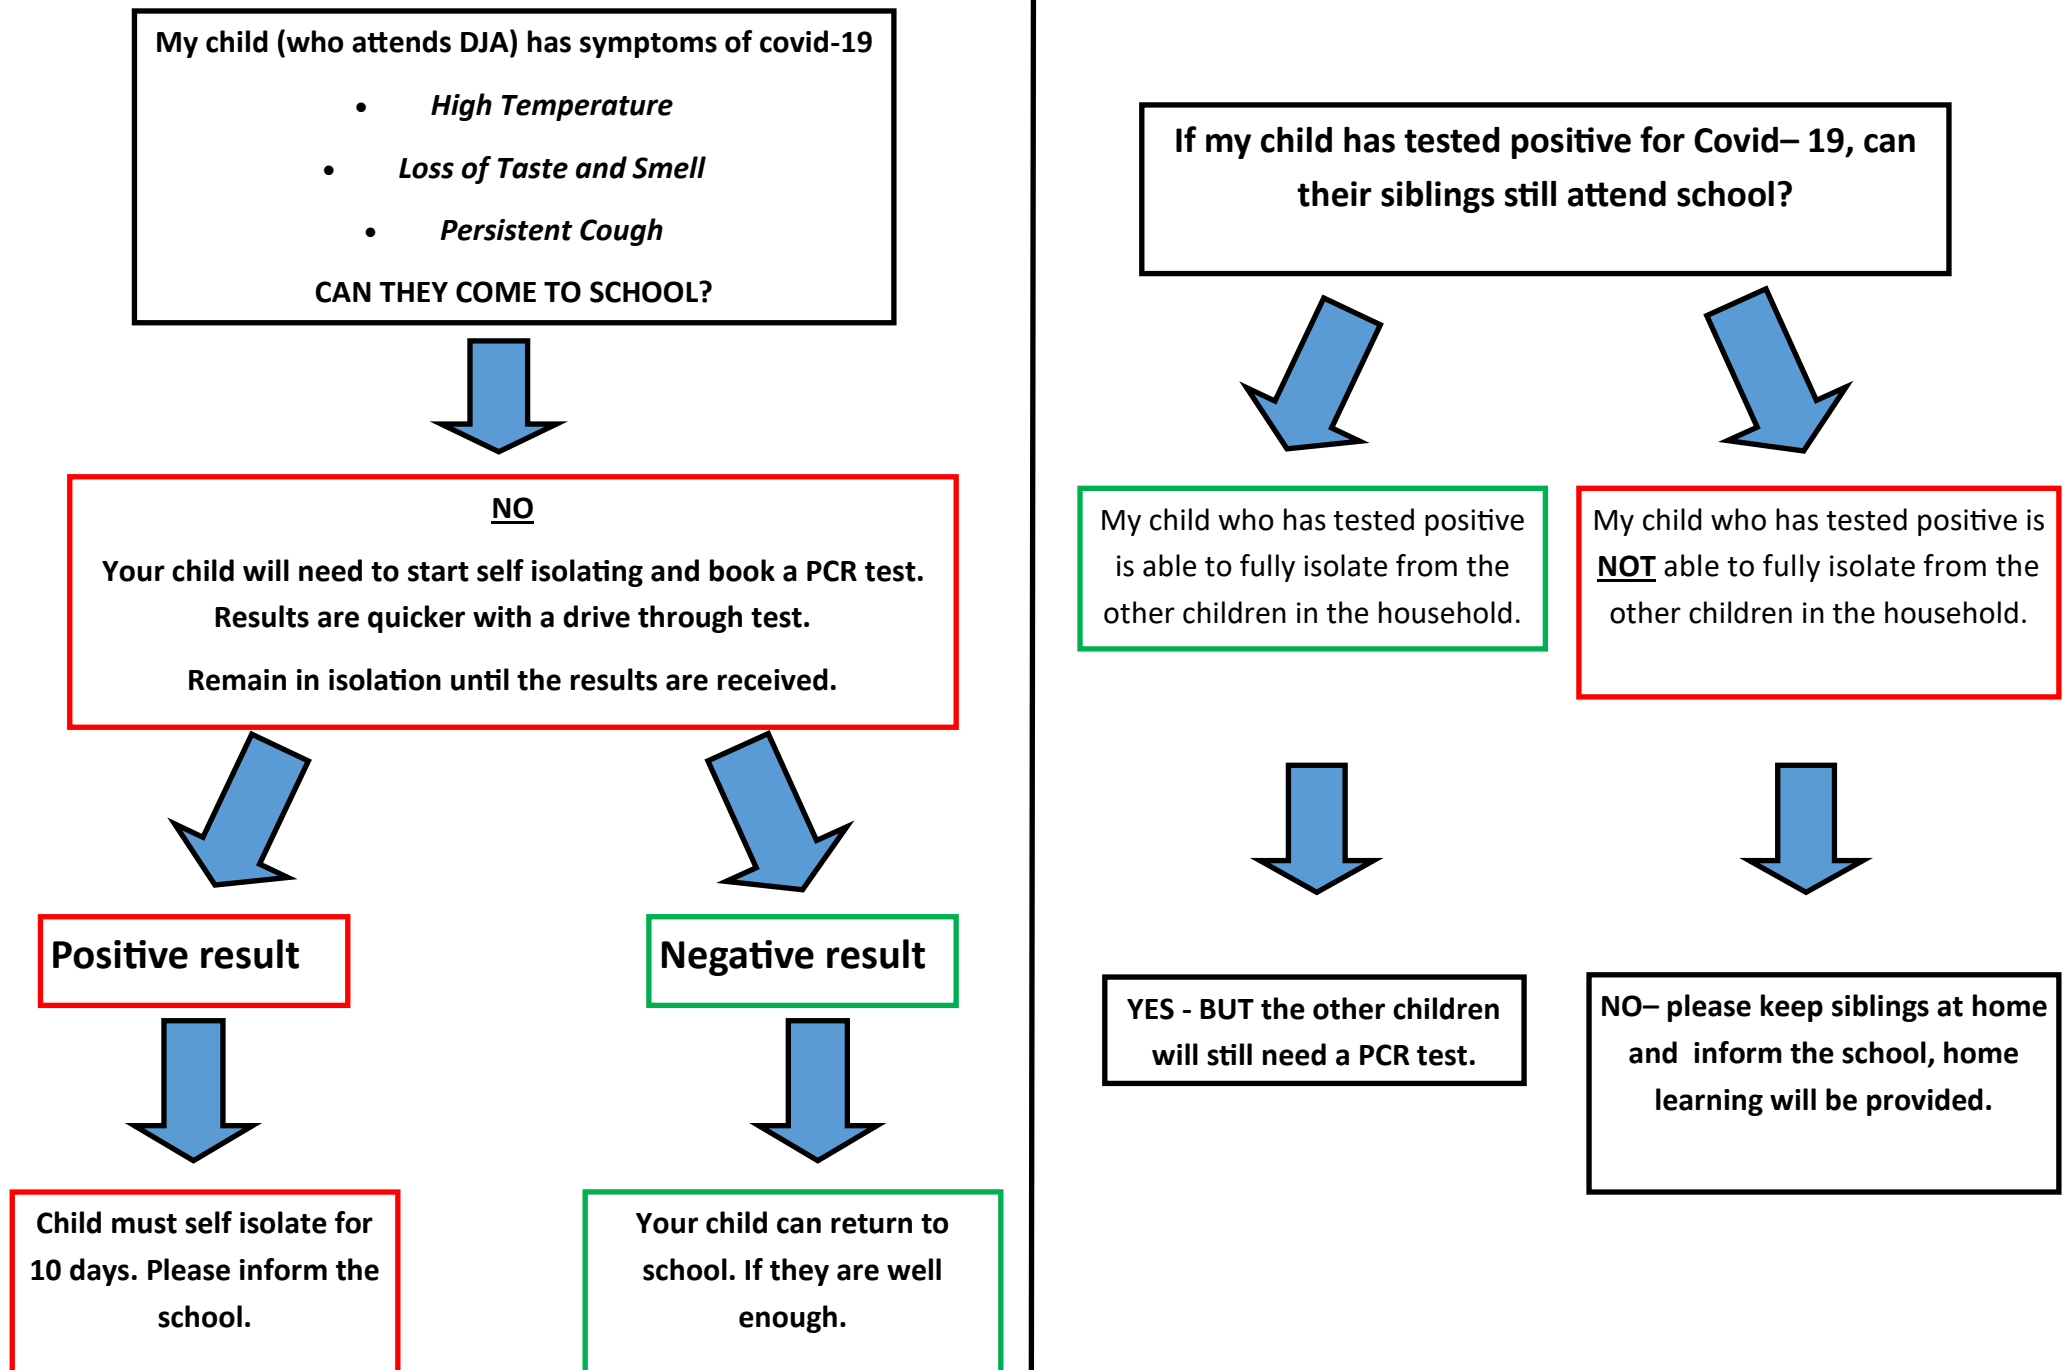 My child (who attends DJA) has symptoms of covid-19
• High Temperature
• Loss of Taste and Smell
• Persistent Cough
CAN THEY COME TO SCHOOL?
NO
Your child will need to start self isolating and book a PCR test.
Results are quicker with a drive through test.
Remain in isolation until the results are received.
Positive result
Negative result
Child must self isolate for
10 days. Please inform the
school.
Your child can return to
school. If they are well
enough.
If my child has tested positive for Covid– 19, can
their siblings still attend school?
My child who has tested positive
is able to fully isolate from the
other children in the household.
My child who has tested positive is
NOT able to fully isolate from the
other children in the household.
YES - BUT the other children
will still need a PCR test.
NO– please keep siblings at home
and  inform the school, home
learning will be provided.